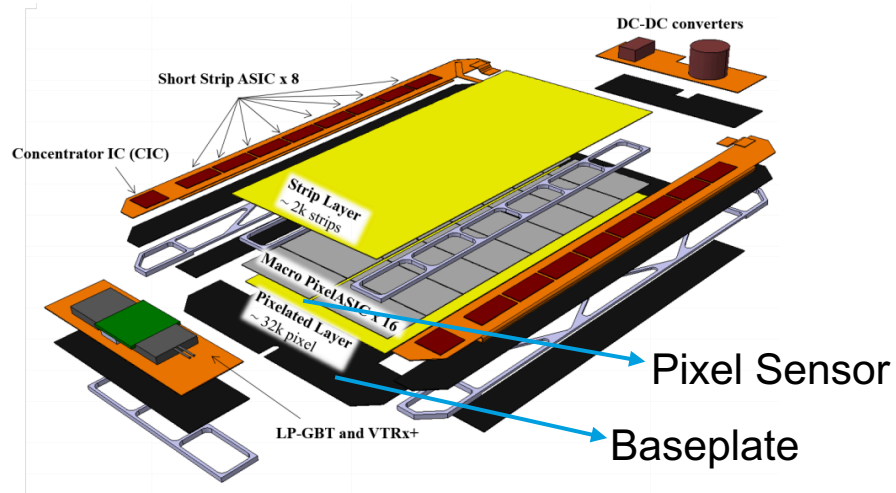 DC-DC converters
Short Strip ASIC x 8
Concentrator IC (CIC)
Strip Layer
~ 2k strips
Macro PixelASIC x 16
Pixelated Layer
~ 32k pixel
Pixel Sensor
Baseplate
LP-GBT and VTRx+